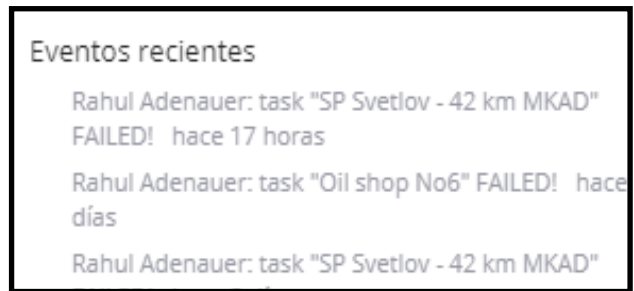 Eventos recientes
Rahul Adenauer: task "SP Svetlov - 42 km MKAD"
FAILED! hace 17 horas
Rahul Adenauer: task "Oil shop No6" FAILED! hace
días
Rahul Adenauer: task "SP Svetlov - 42 km MKAD"